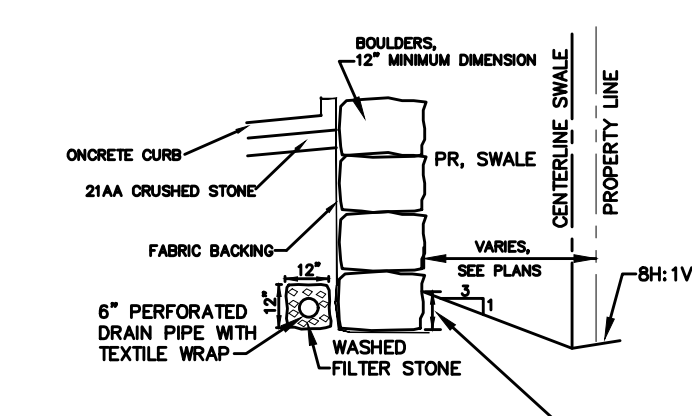 BOULDERS,
12" MINIMUM DIMENSION
CENTERLINE SWALE
PROPERTY LINE
ONCRETE CURB
PR, SWALE
21AA CRUSHED STONE
FABRIC BACKING
VARIES,
SEE PLANS
12"
12"
3
1
8H:1V
6" PERFORATED
DRAIN PIPE WITH
TEXTILE WRAP
WASHED
FILTER STONE